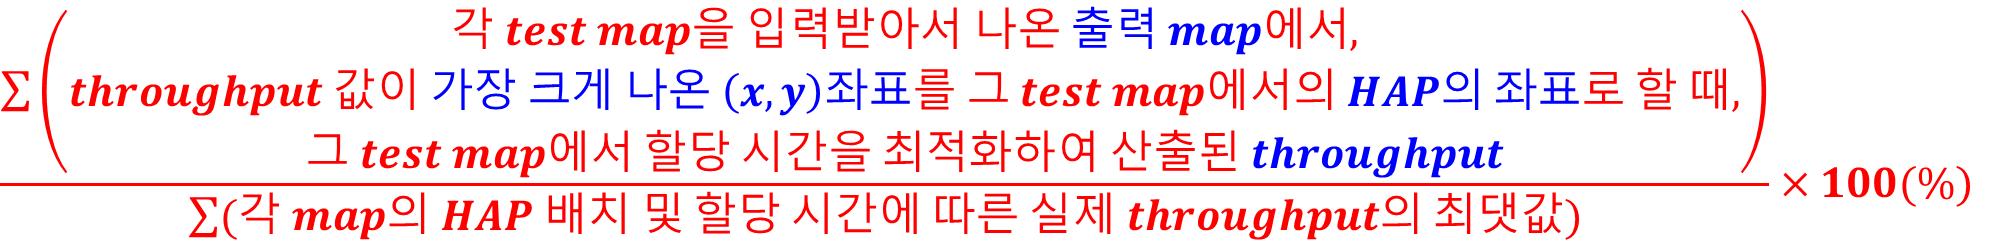 각 test map을 입력받아서 나온 출력 map에서,
∑( throughput 값이 가장 크게 나온 (x, y)좌표를 그 test map에서의 HAP의 좌표로 할 때, )
그 test map에서 할당 시간을 최적화하여 산출된 throughput
× 100(%)
∑(각 map의 HAP 배치 및 할당 시간에 따른 실제 throughput의 최댓값)